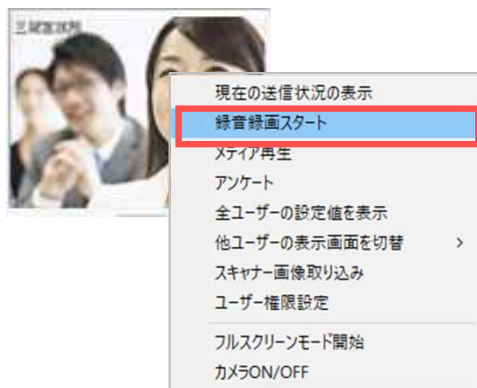 現在の送信状況の表示
録音録画スタート
メディア再生
アンケート
全ユーザーの設定値を表示
他ユーザーの表示画面を切替 >
スキャナー画像取り込み
ユーザー権限設定
フルスクリーンモード開始
カメラON/OFF